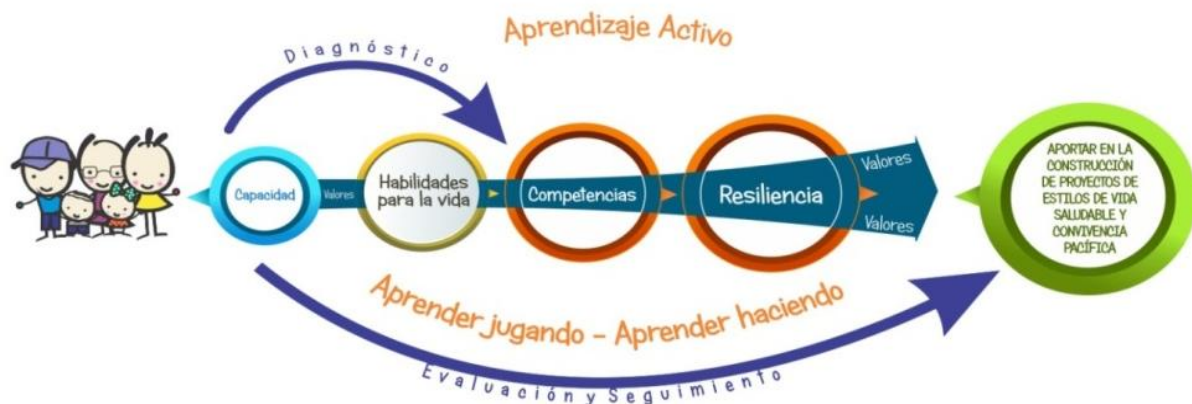 Aprendizaje Activo
Diagnóstico
Capacidad
Valores
Habilidades
para la vida
Competencias
Resiliencia
Valores
Valores
APORTAR EN LA
CONSTRUCCIÓN
DE PROYECTOS DE
ESTILOS DE VIDA
SALUDABLE Y
CONVIVENCIA
PACÍFICA
Aprender jugando - Aprender haciendo
Evaluación y Seguimiento